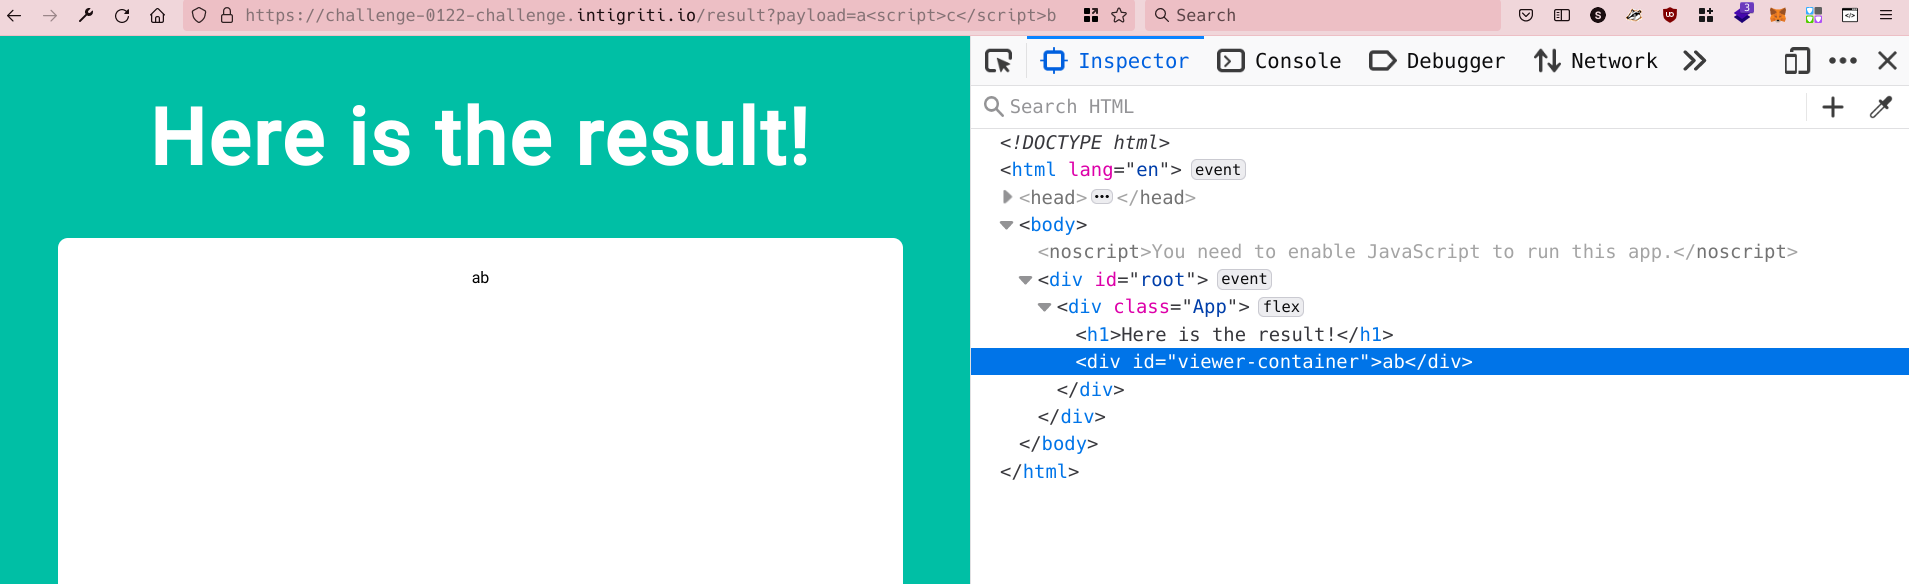 https://challenge-0122-challenge.intigriti.io/result?payload=a<script>c</script>b
Search
3
Here is the result!
ab
Inspector
Console
Debugger
Network
Search HTML
<!DOCTYPE html>
<html lang="en"> event
<head> ••• </head>
<body>
<noscript>You need to enable JavaScript to run this app.</noscript>
<div id="root"> event
<div class="App"> flex
<h1>Here is the result!</h1>
<div id="viewer-container">ab</div>
</div>
</div>
</body>
</html>